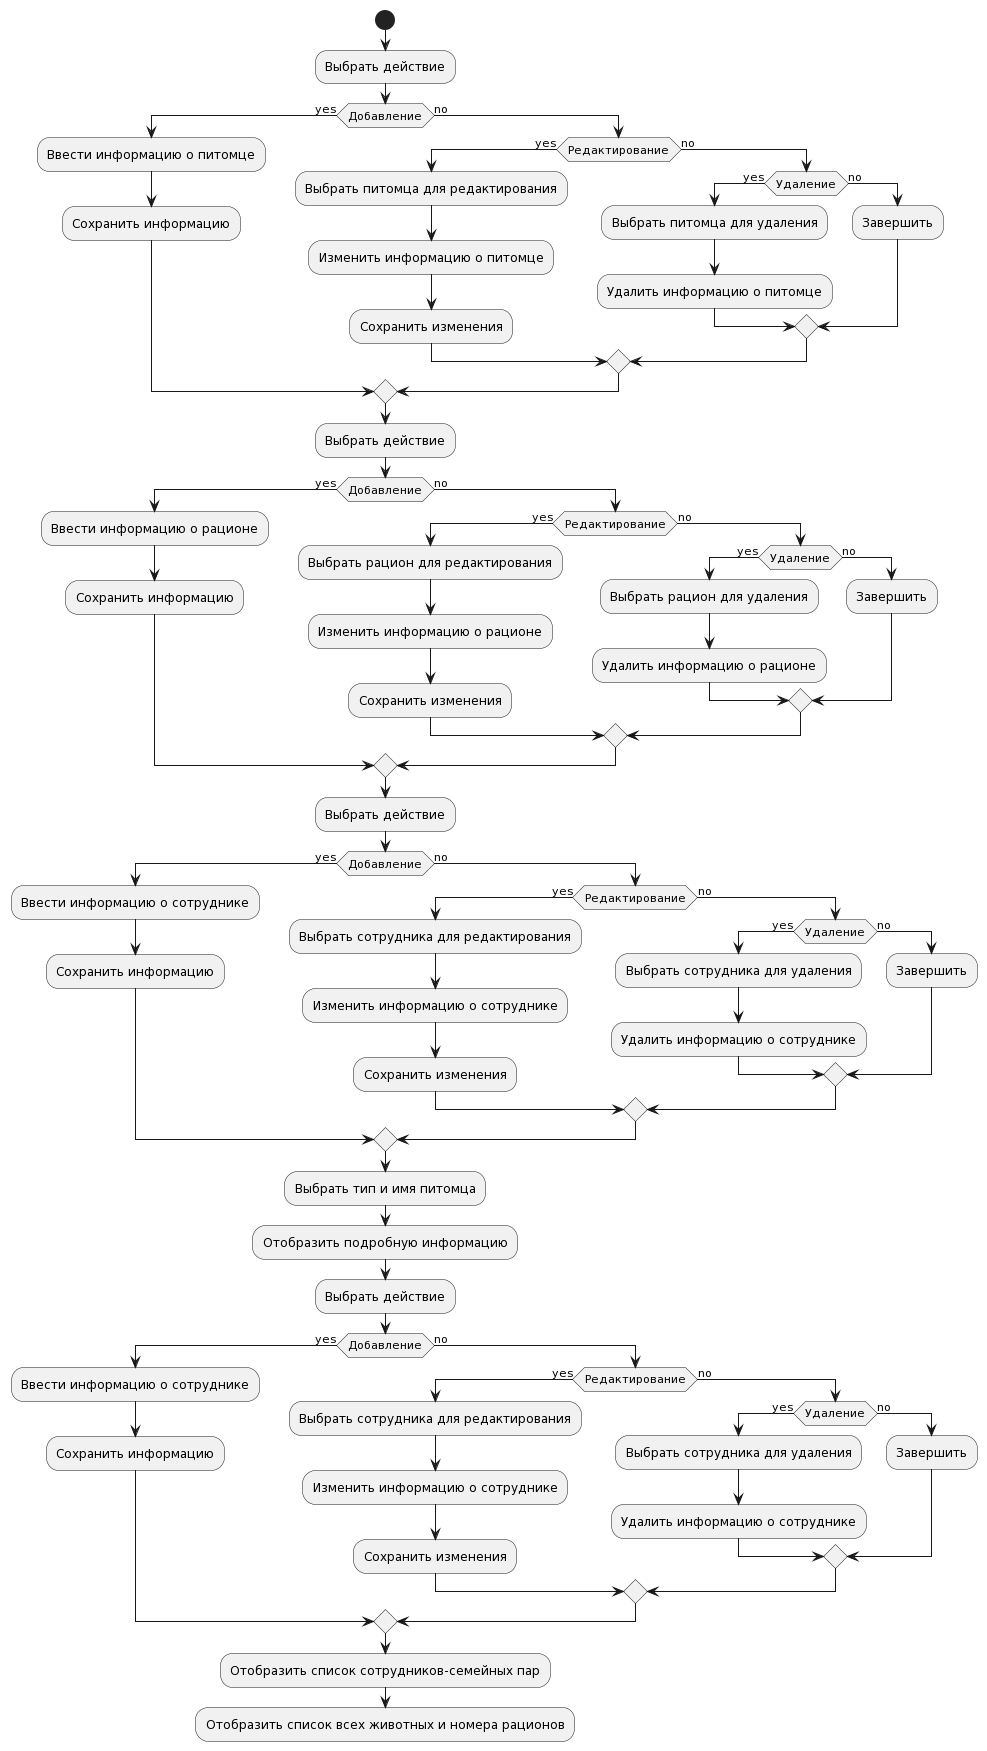 Выбрать действие
yes
Добавление
no
Ввести информацию о питомце
Сохранить информацию
yes
Редактирование
no
Выбрать питомца для редактирования
Изменить информацию о питомце
Сохранить изменения
yes
Удаление
no
Выбрать питомца для удаления
Удалить информацию о питомце
Завершить
Выбрать действие
yes
Добавление
no
Ввести информацию о рационе
Сохранить информацию
yes
Редактирование
no
Выбрать рацион для редактирования
Изменить информацию о рационе
Сохранить изменения
yes
Удаление
no
Выбрать рацион для удаления
Удалить информацию о рационе
Завершить
Выбрать действие
yes
Добавление
no
Ввести информацию о сотруднике
Сохранить информацию
yes
Редактирование
no
Выбрать сотрудника для редактирования
Изменить информацию о сотруднике
Сохранить изменения
yes
Удаление
no
Выбрать сотрудника для удаления
Удалить информацию о сотруднике
Завершить
Выбрать тип и имя питомца
Отобразить подробную информацию
Выбрать действие
yes
Добавление
no
Ввести информацию о сотруднике
Сохранить информацию
yes
Редактирование
no
Выбрать сотрудника для редактирования
Изменить информацию о сотруднике
Сохранить изменения
yes
Удаление
no
Выбрать сотрудника для удаления
Удалить информацию о сотруднике
Завершить
Отобразить список сотрудников-семейных пар
Отобразить список всех животных и номера рационов